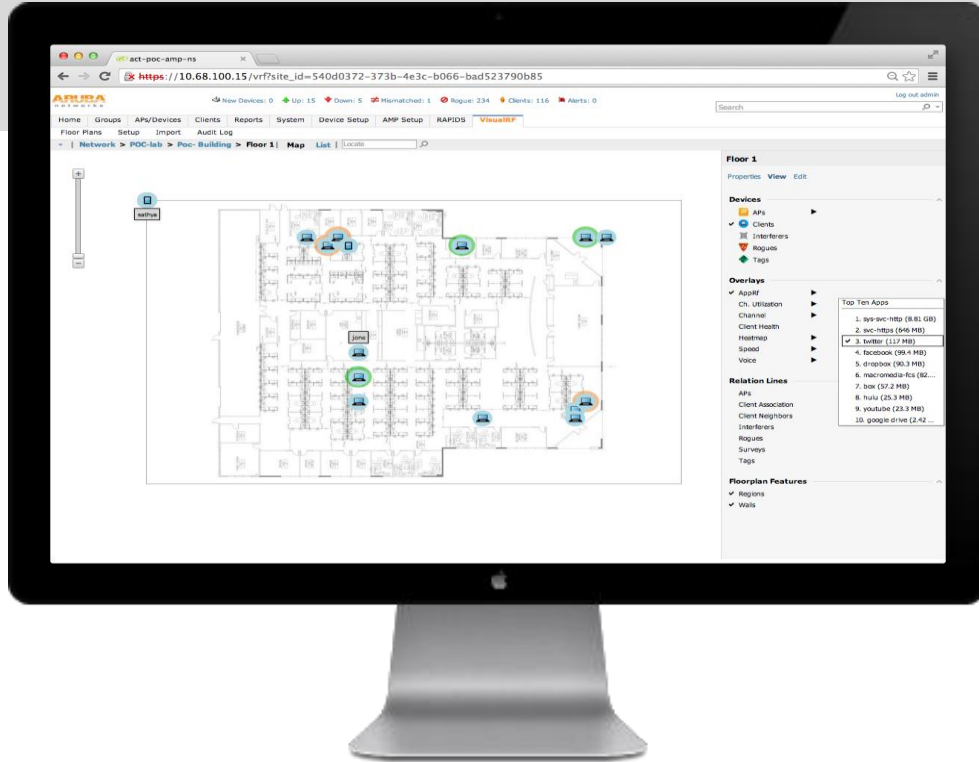 act-poc-amp-ns
https://10.68.100.15/vrf?site_id=540d0372-373b-4e3c-b066-bad523790b85
ARUBA
networks
New Devices: 0 Up: 15 Down: 5 Mismatched: 1 Rogue: 234 Clients: 116 Alerts: 0
Log out admin
Search
Home Groups APs/Devices Clients Reports System Device Setup AMP Setup RAPIDS VisualRF
Floor Plans Setup Import Audit Log
Network > POC-lab > Poc- Building > Floor 1 | Map List | Locate
Floor 1
Properties View Edit
Devices
APs
Clients
Interferers
Rogues
Tags
Overlays
AppRf
Ch. Utilization
Channel
Client Health
Heatmap
Speed
Voice
Top Ten Apps
1. sys-svc-http (8.81 GB)
2. svc-https (646 MB)
3. twitter (117 MB)
4. facebook (99.4 MB)
5. dropbox (90.3 MB)
6. macromedia-fcs (82....
7. box (57.2 MB)
8. hulu (25.3 MB)
9. youtube (23.3 MB)
10. google drive (2.42 ...
Relation Lines
APs
Client Association
Client Neighbors
Interferers
Rogues
Surveys
Tags
Floorplan Features
Regions
Walls
sathya
jone